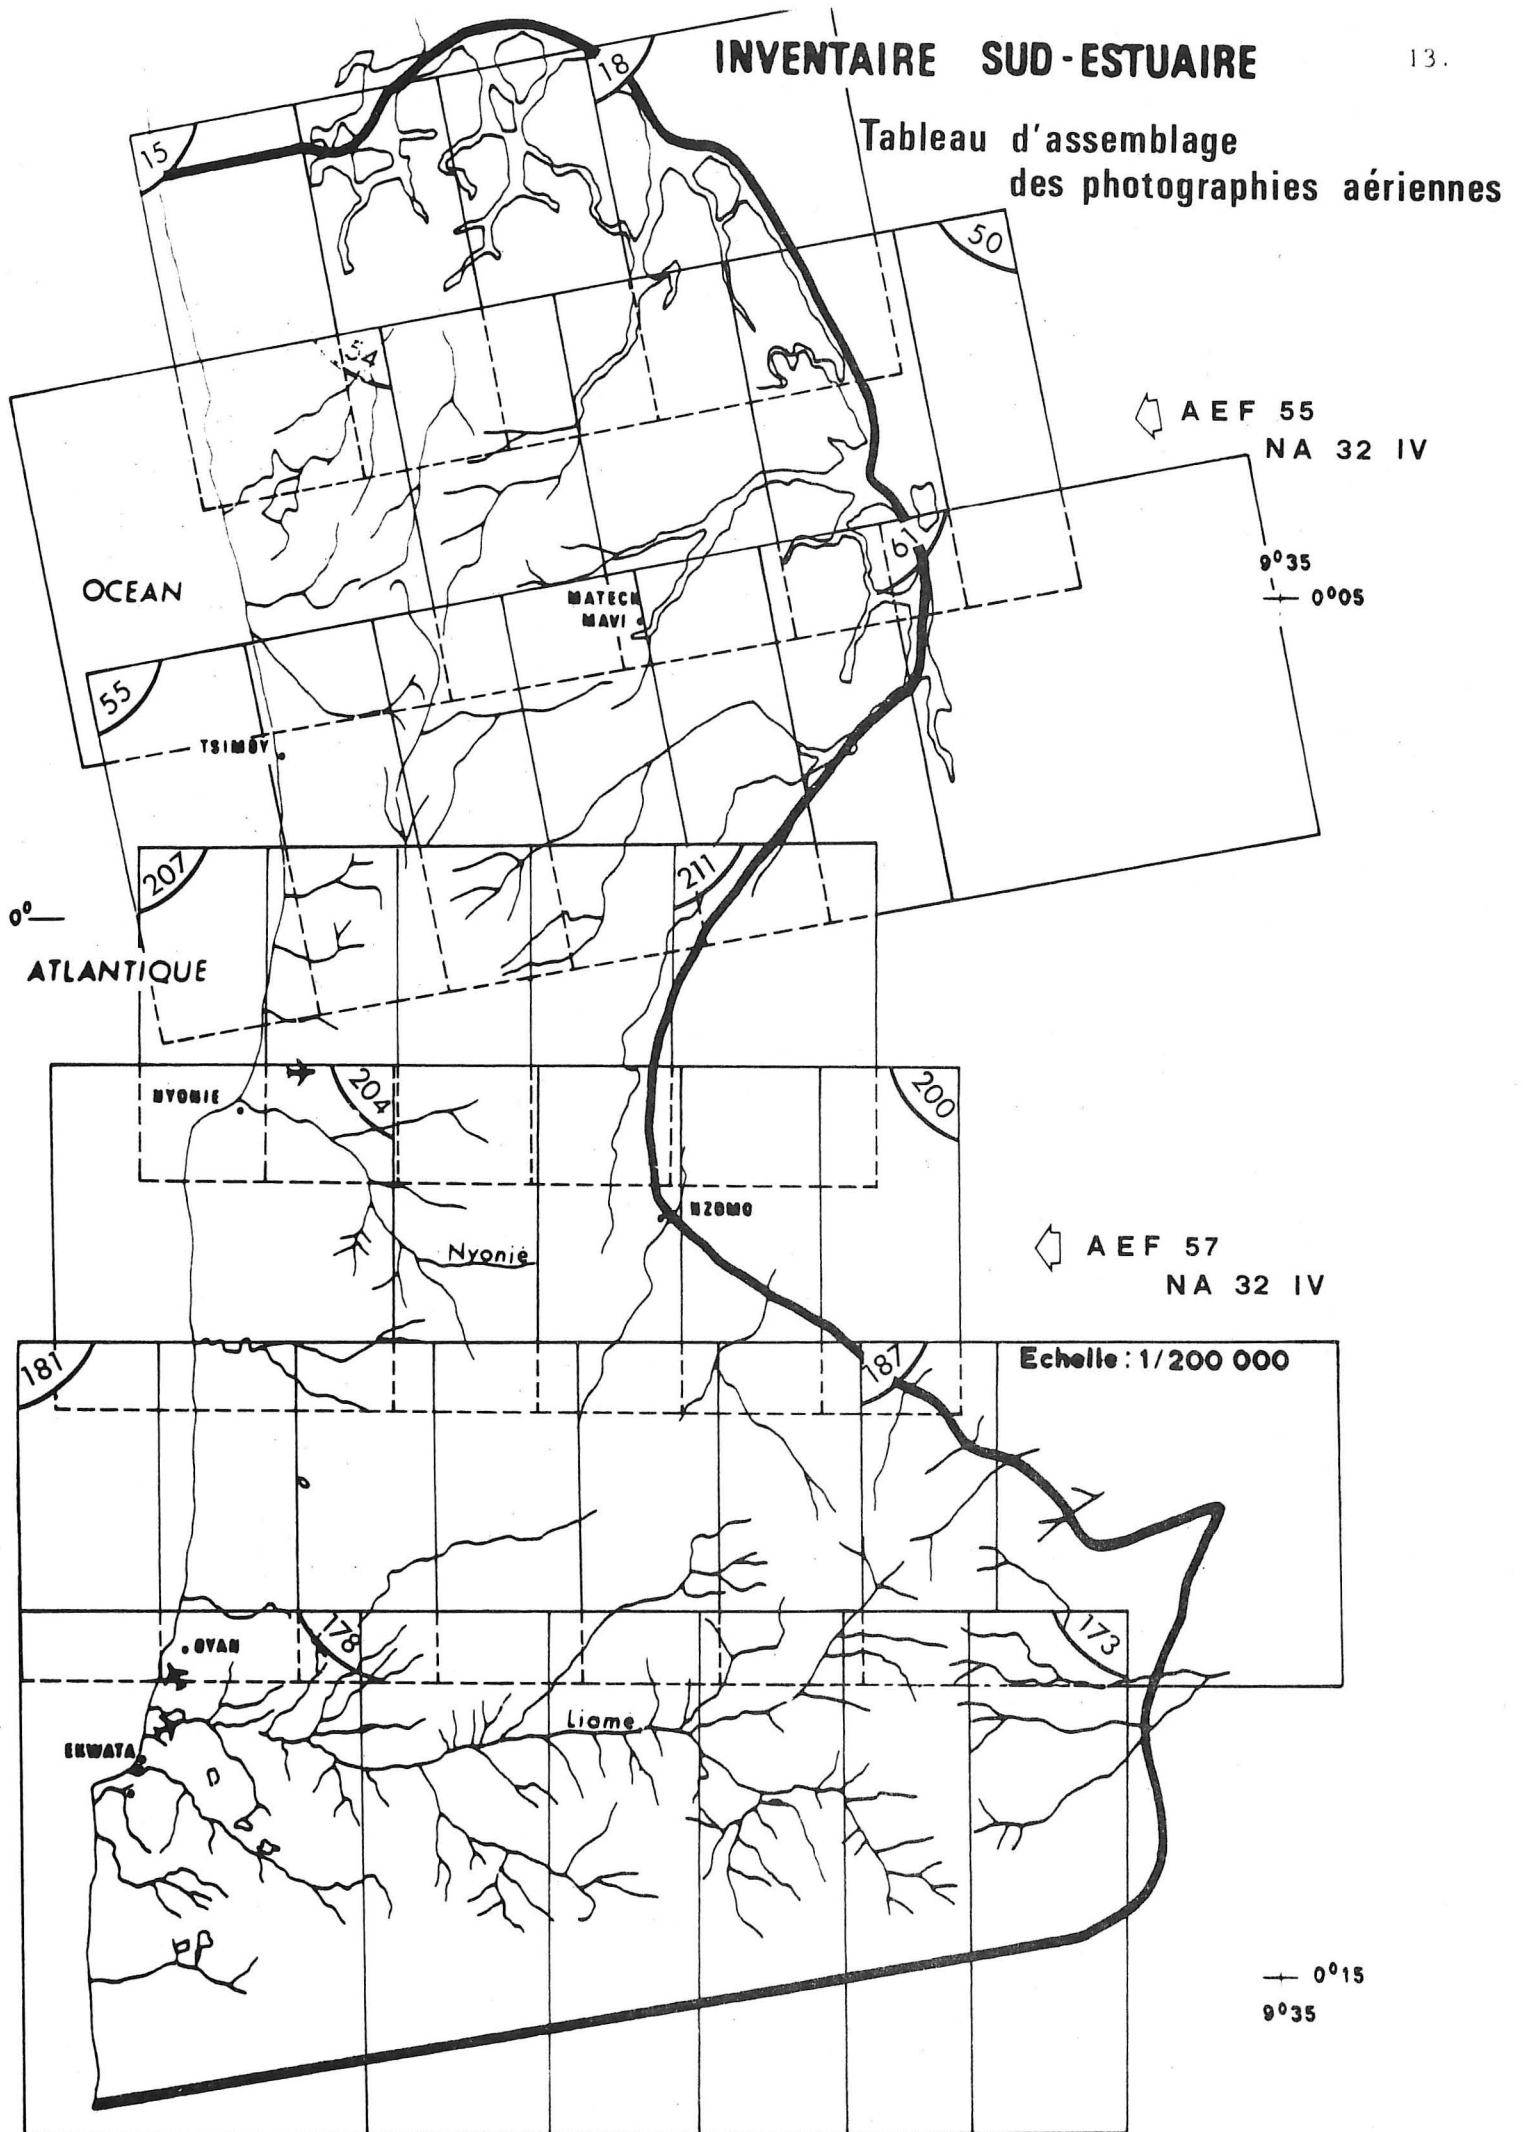 INVENTAIRE SUD-ESTUAIRE
13.
Tableau d'assemblage
des photographies aériennes
18
15
50
54
AEF 55
NA 32 IV
61
9°35
0°05
OCEAN
MATECK
MAVI
55
TSIMOV
207
211
0°
ATLANTIQUE
NYONIE
204
200
NZOMO
Nyonié
AEF 57
NA 32 IV
181
187
Echelle : 1/200 000
178
173
OVAN
Liame
EKWATA
0°15
9°35